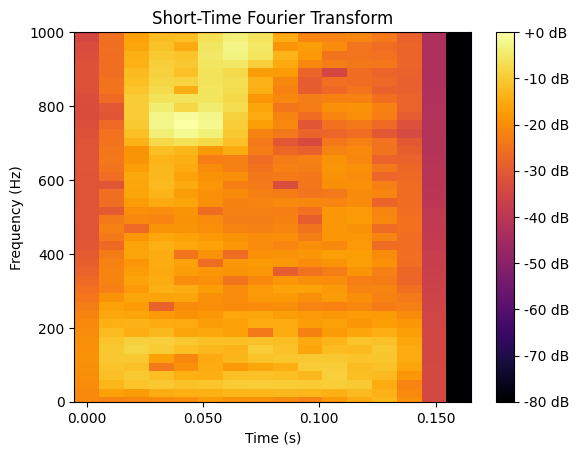 Short-Time Fourier Transform
1000
800
600
400
200
0
Frequency (Hz)
0.000
0.050
0.100
0.150
Time (s)
+0 dB
-10 dB
-20 dB
-30 dB
-40 dB
-50 dB
-60 dB
-70 dB
-80 dB